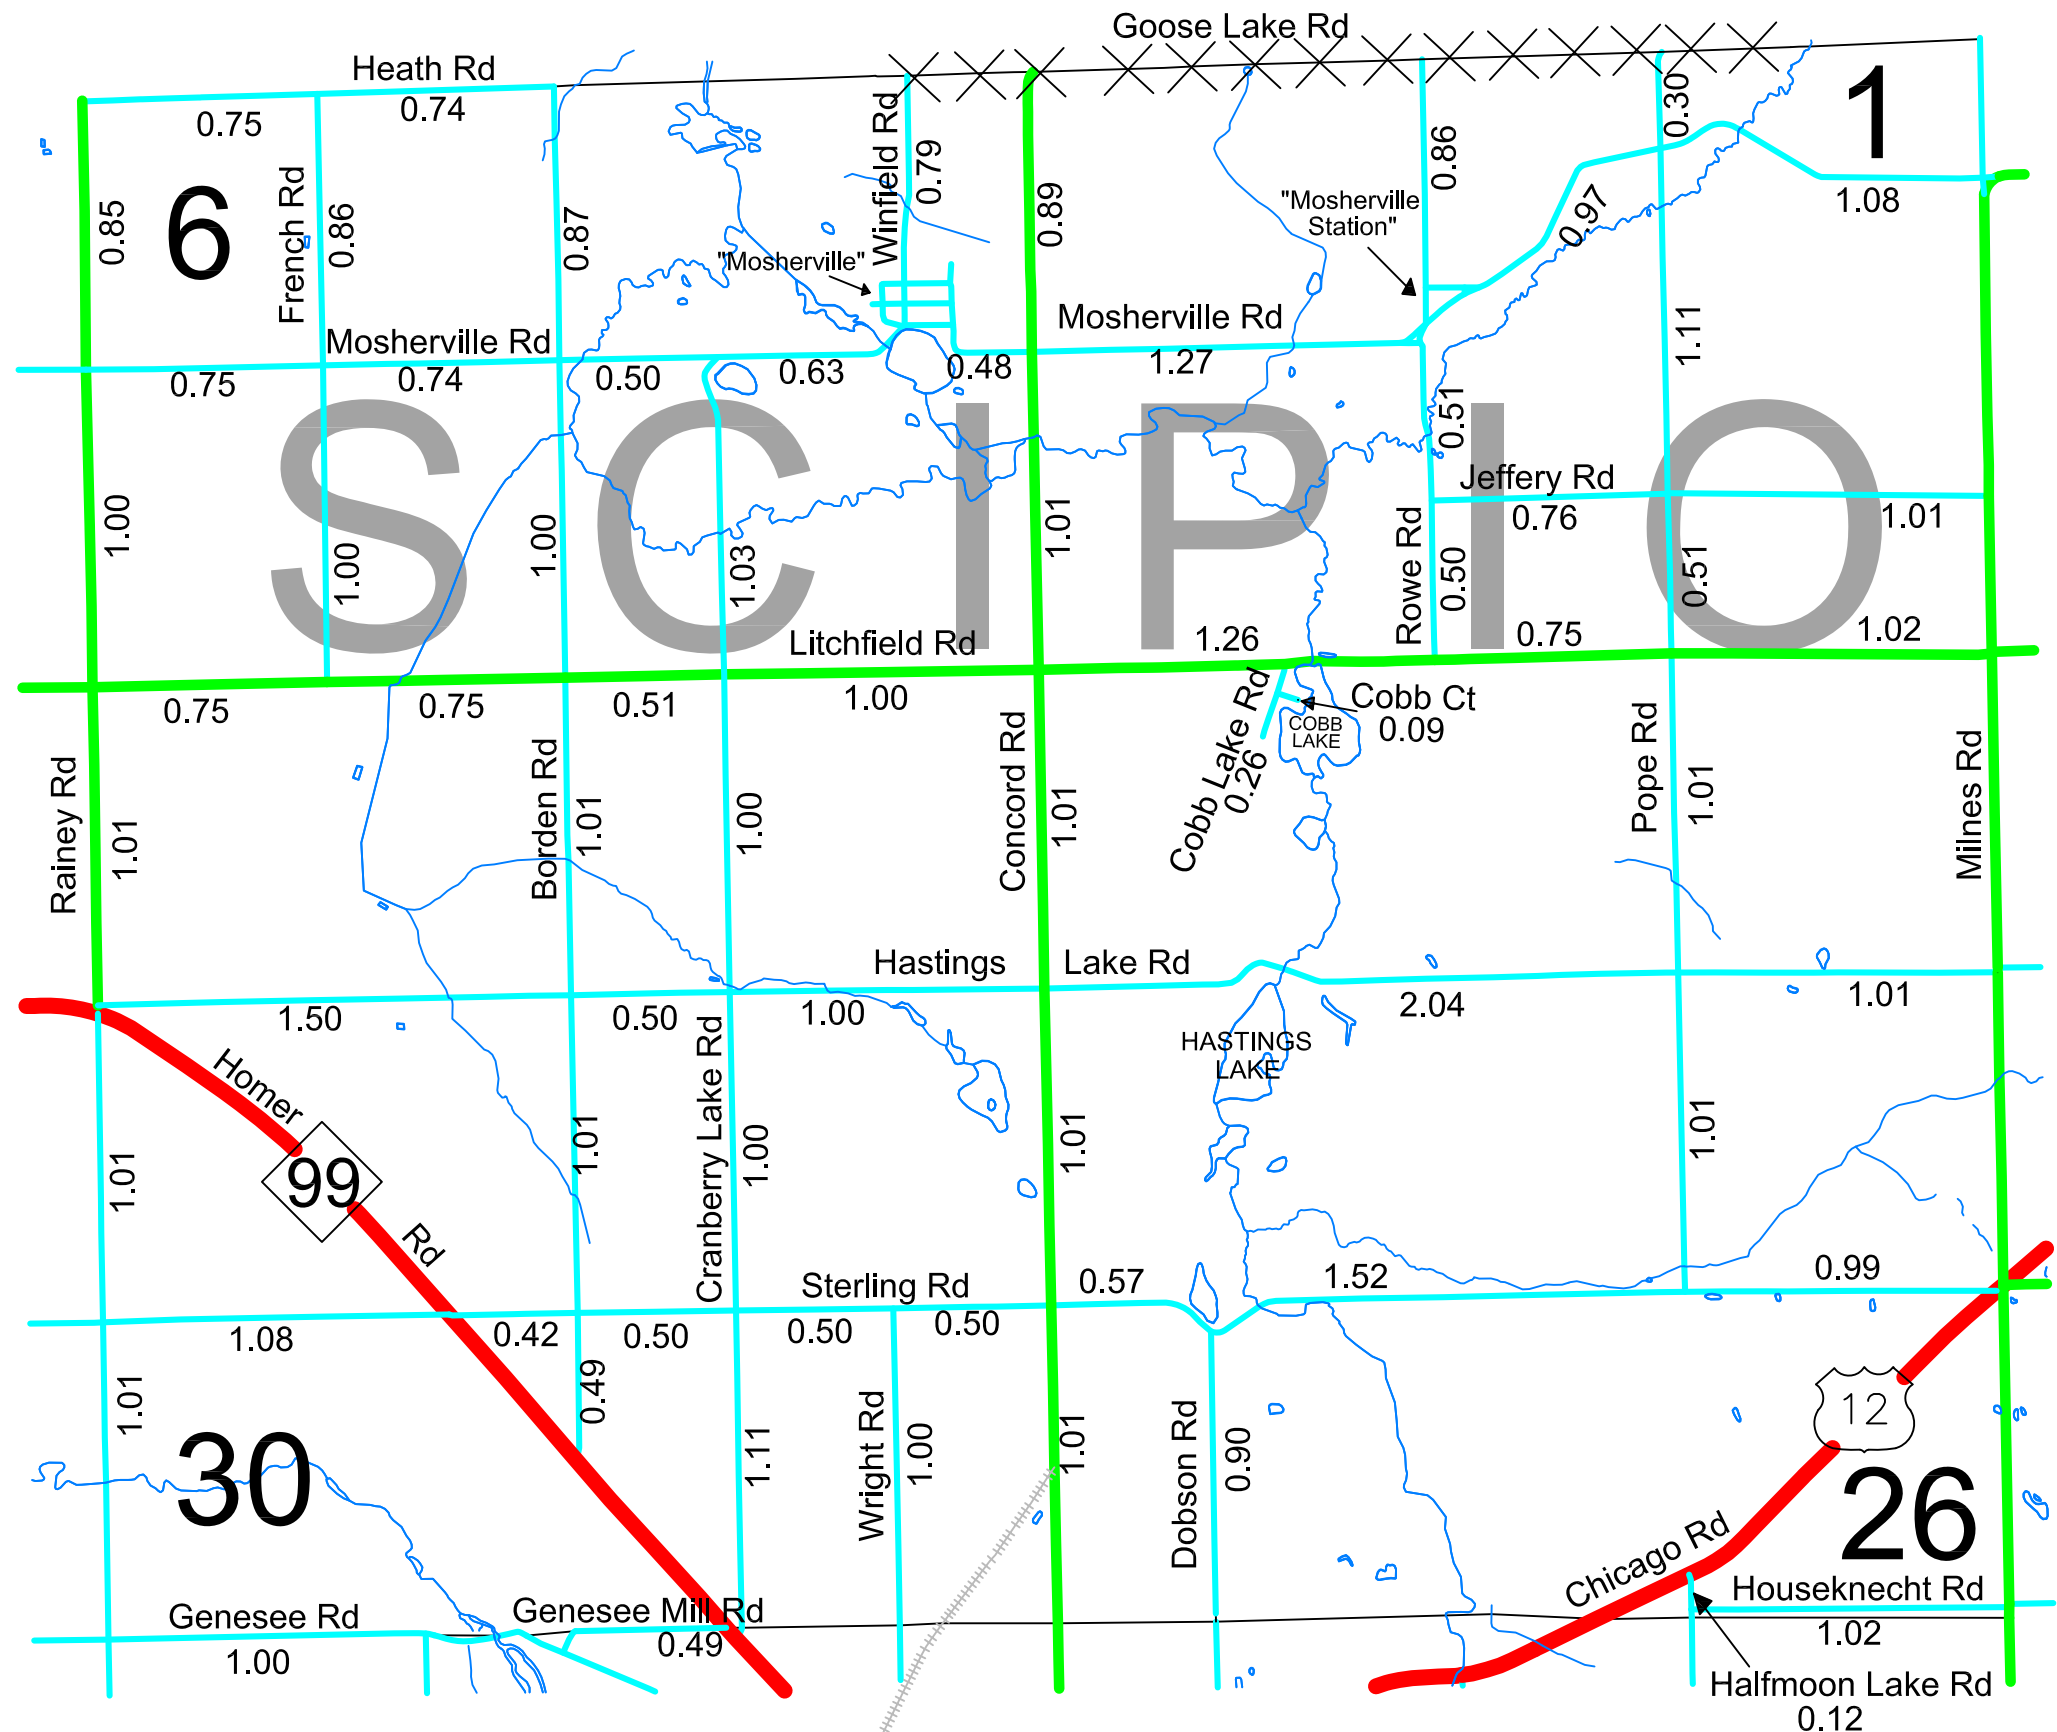 Goose Lake Rd
Heath Rd
0.75
0.74
Winfield Rd
0.79
0.30
1
0.85
6
French Rd
0.86
0.87
0.89
0.86
"Mosherville
Station"
0.97
1.08
"Mosherville"
Mosherville Rd
Mosherville Rd
1.11
0.75
0.74
0.50
0.63
0.48
1.27
0.51
SCIPIO
Jeffery Rd
0.76
1.01
1.00
1.00
1.00
1.03
1.01
Rowe Rd
0.50
0.51
Litchfield Rd
1.26
0.75
1.02
0.75
0.75
0.51
1.00
Cobb Lake Rd
0.26
Cobb Ct
0.09
COBB
LAKE
Rainey Rd
1.01
Borden Rd
1.01
1.00
Concord Rd
1.01
Pope Rd
1.01
Milnes Rd
Hastings Lake Rd
1.50
0.50
1.00
2.04
1.01
HASTINGS
LAKE
Homer Rd
99
1.01
1.01
Cranberry Lake Rd
1.00
1.01
1.01
Sterling Rd
0.57
1.52
0.99
1.08
0.42
0.50
0.50
0.50
1.01
0.49
1.11
Wright Rd
1.00
1.01
Dobson Rd
0.90
12
30
26
Chicago Rd
Houseknecht Rd
1.02
Genesee Rd
1.00
Genesee Mill Rd
0.49
Halfmoon Lake Rd
0.12